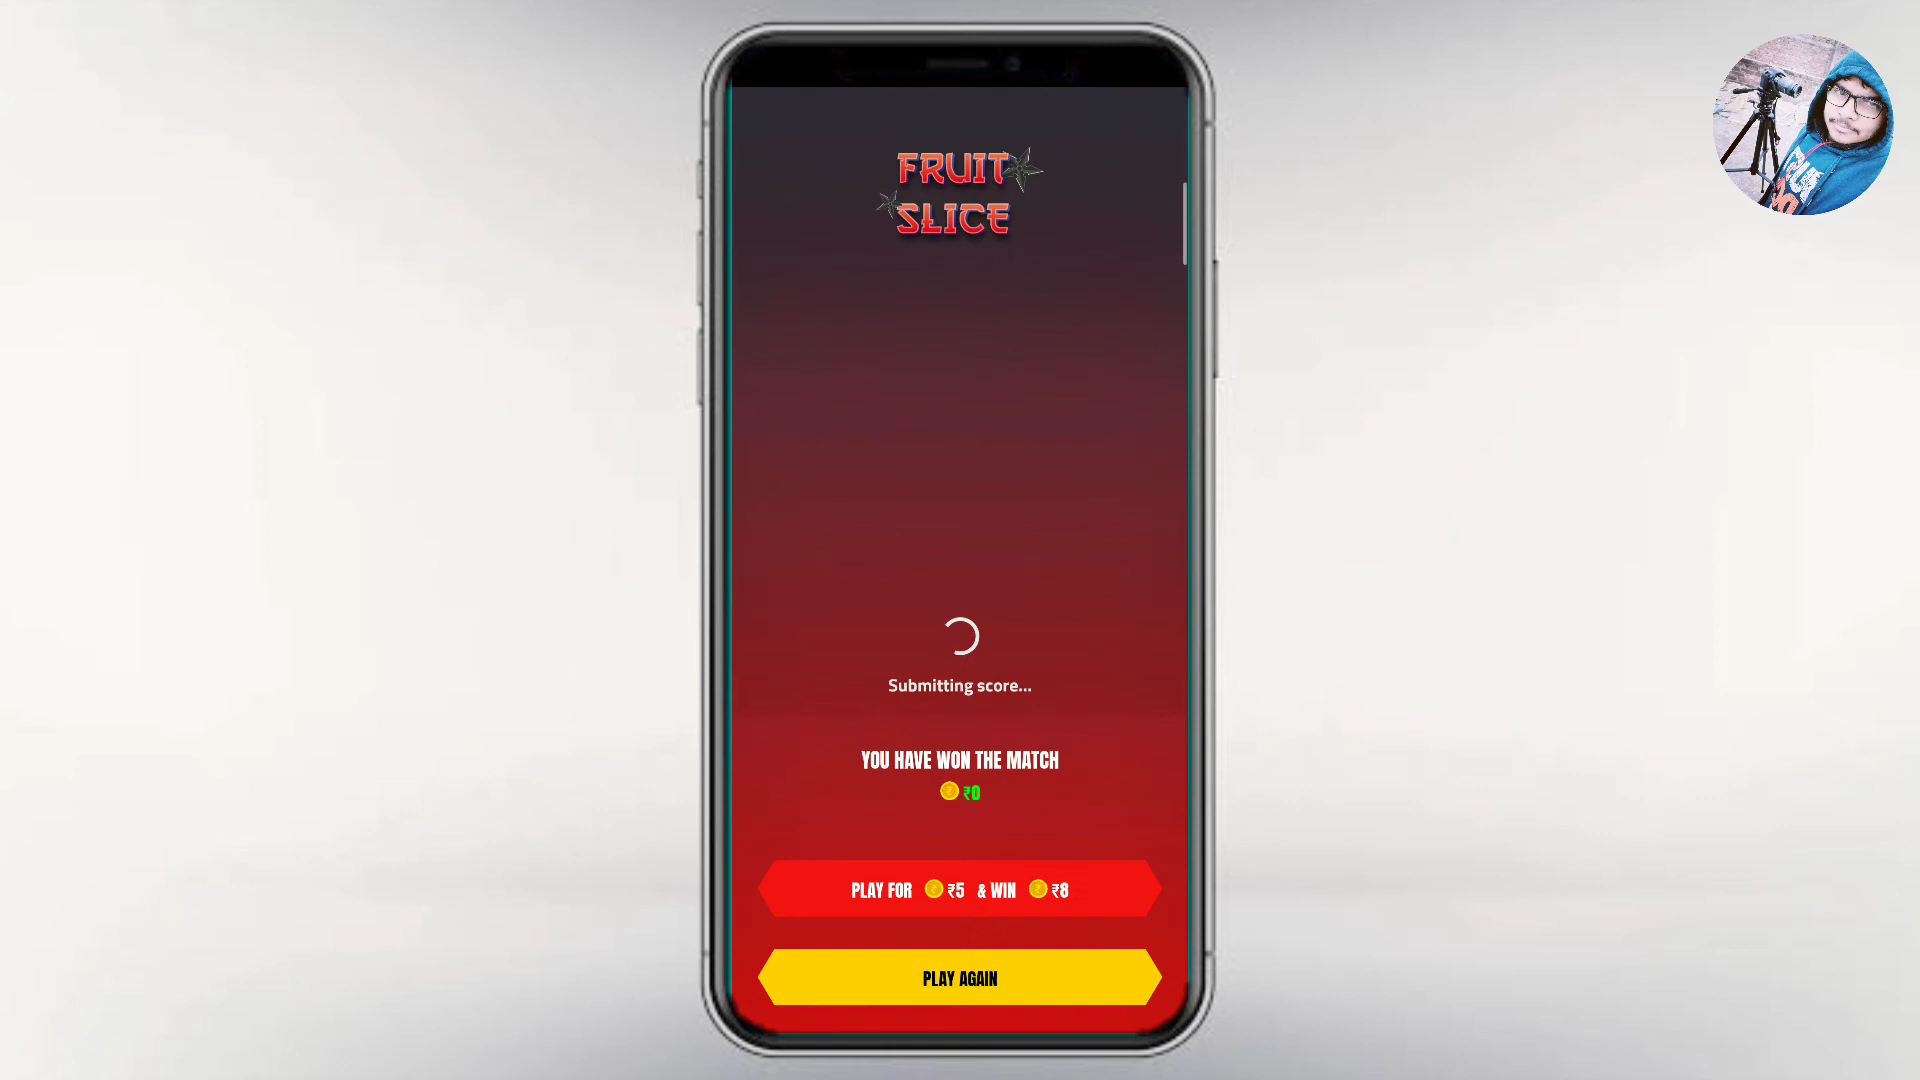 FRUIT
SLICE
Submitting score...
YOU HAVE WON THE MATCH
₹0
PLAY FOR ₹5 & WIN ₹8
PLAY AGAIN